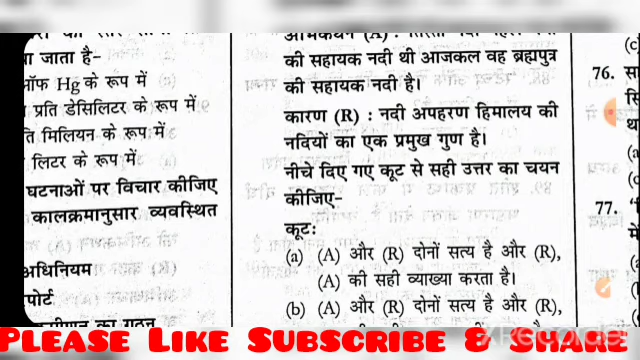 जाता है-
ऑफ Hg के रूप में
प्रति डेसिलिटर के रूप में
मिलियन के रूप में
लिटर के रूप में
घटनाओं पर विचार कीजिए
कालक्रमानुसार व्यवस्थित
अधिनियम
की सहायक नदी थी आजकल वह ब्रह्मपुत्र
की सहायक नदी है।
कारण (R) : नदी अपहरण हिमालय की
नदियों का एक प्रमुख गुण है।
नीचे दिए गए कूट से सही उत्तर का चयन
कीजिए-
कूटः
(a) (A) और (R) दोनों सत्य है और (R),
(A) की सही व्याख्या करता है।
(b) (A) और (R) दोनों सत्य है और (R),
76.
77.
Please Like Subscribe & Share